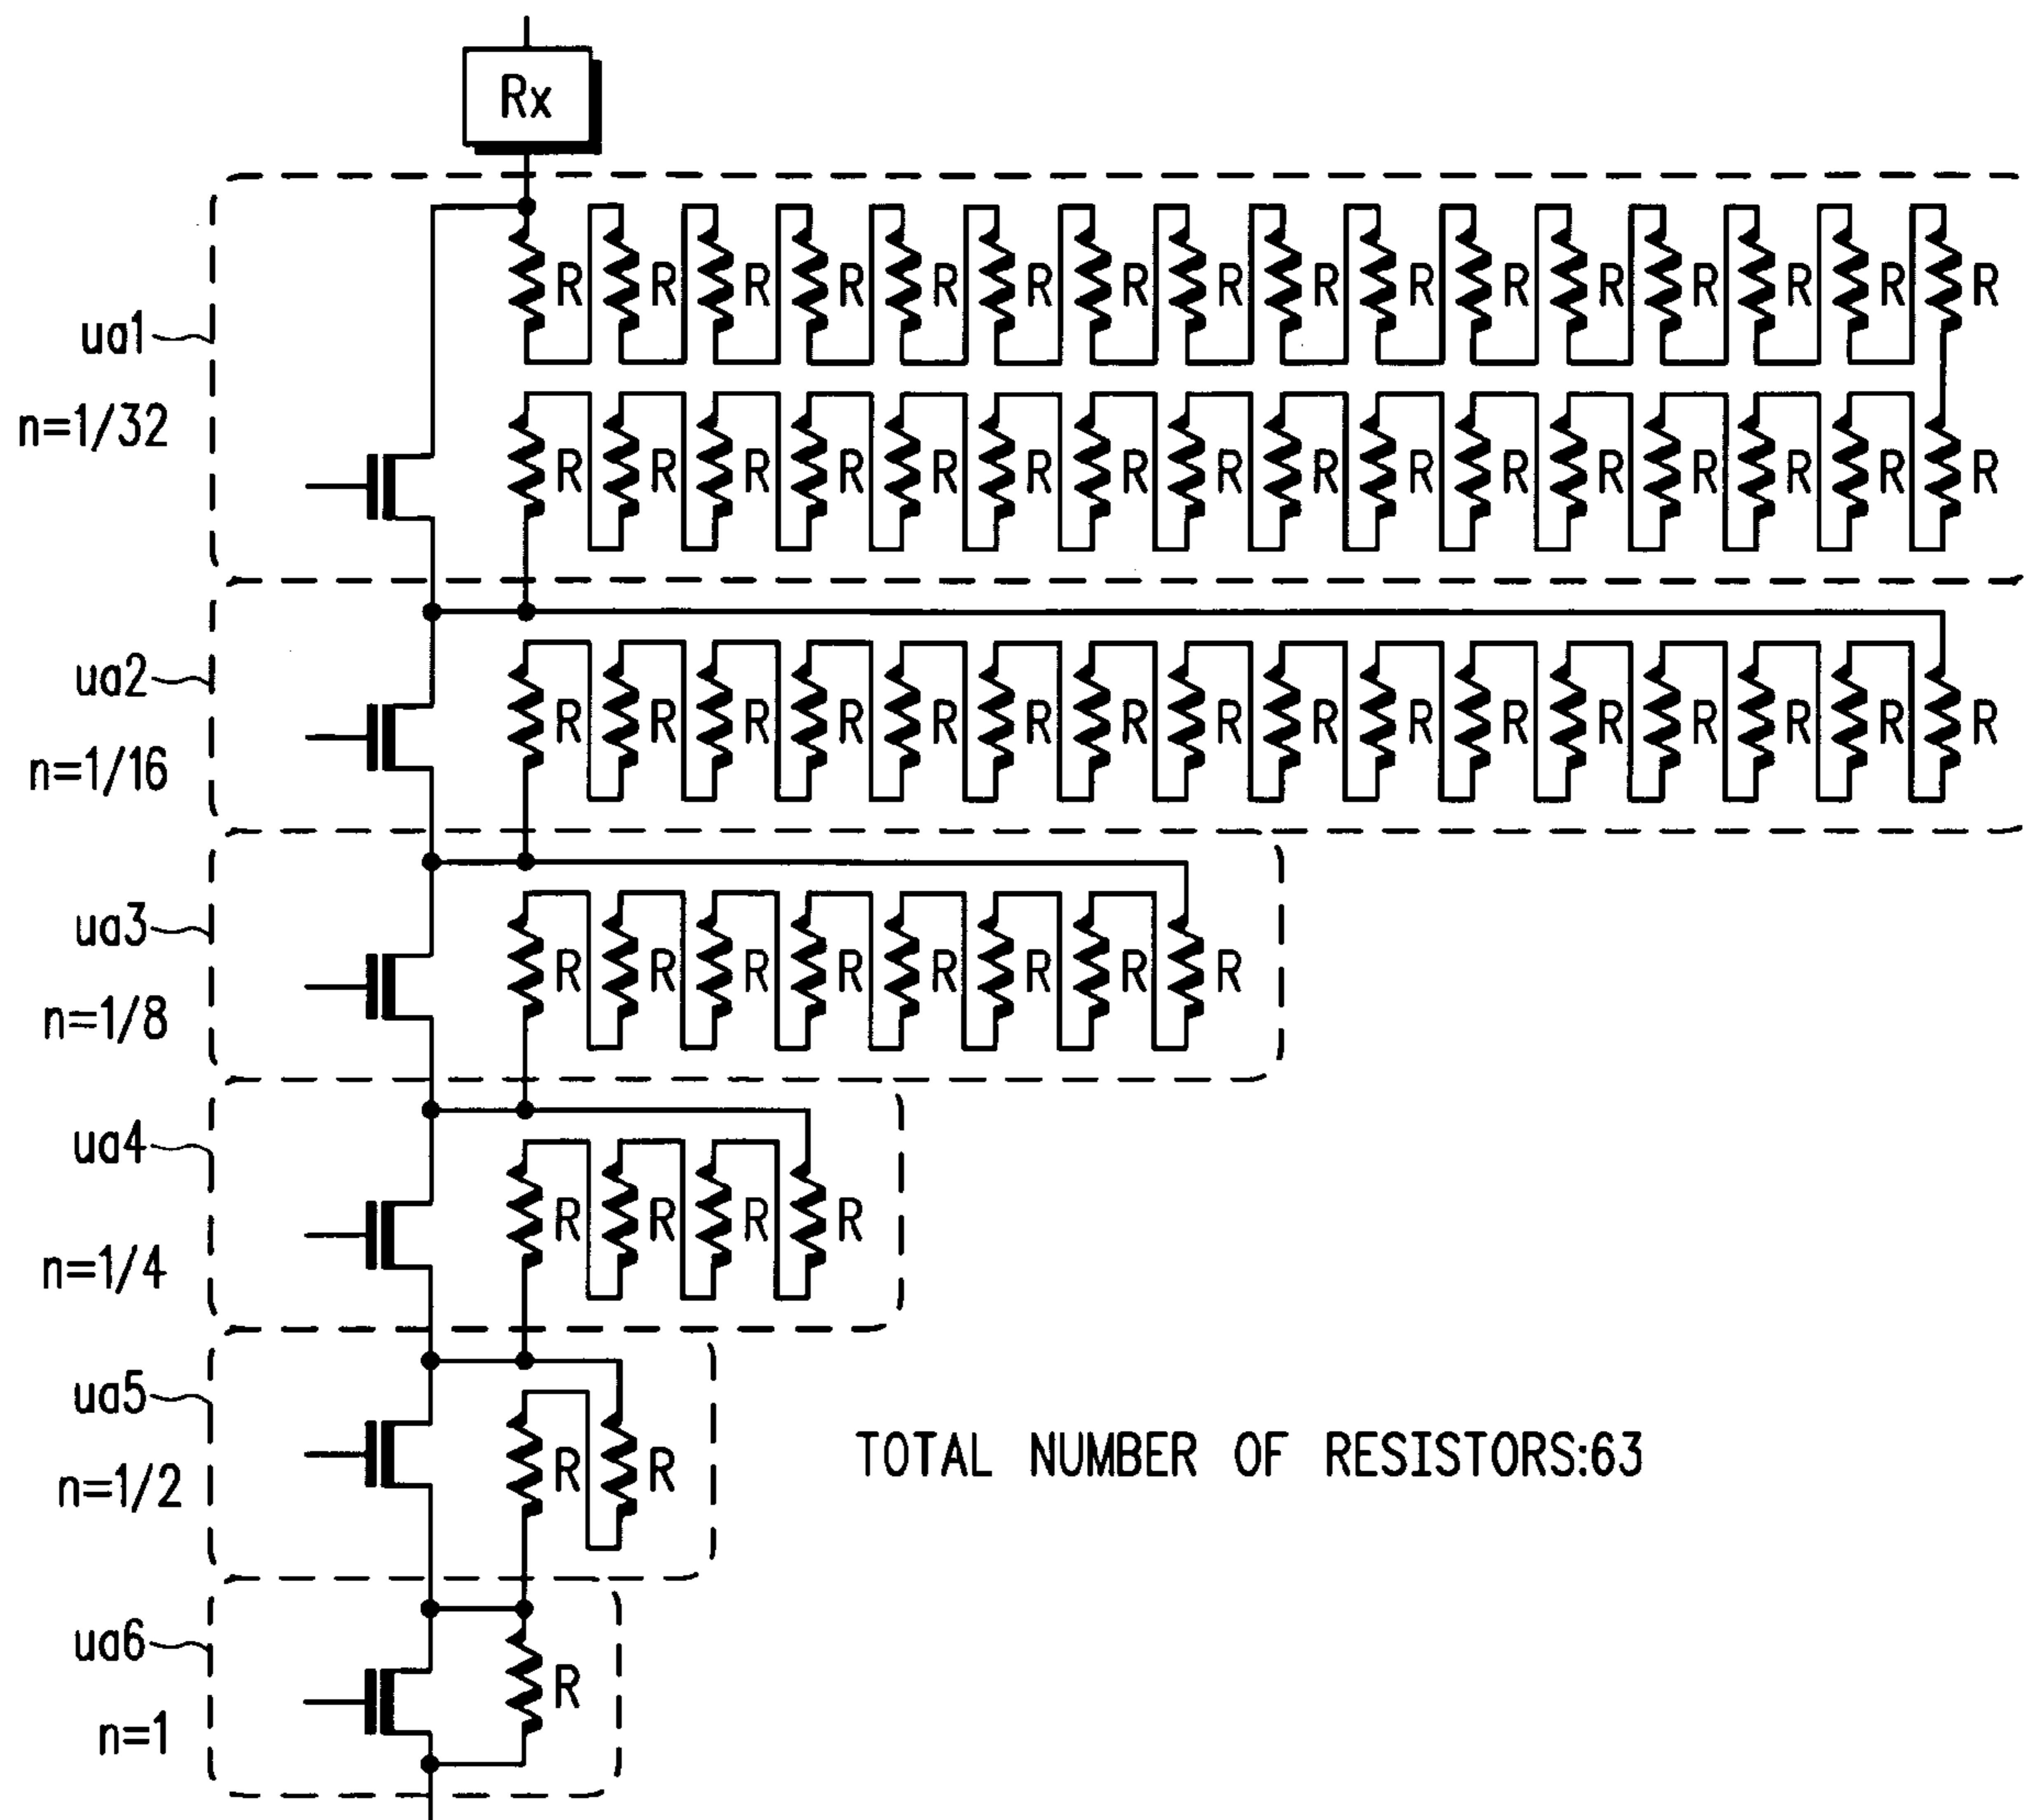 Rx
R R R R R R R R R R R R R R R R
ua1
n=1/32
R R R R R R R R R R R R R R R R
ua2
R R R R R R R R R R R R R R R R
n=1/16
ua3
R R R R R R R R
n=1/8
ua4
R R R R
n=1/4
ua5
R R
TOTAL NUMBER OF RESISTORS:63
n=1/2
ua6
R
n=1